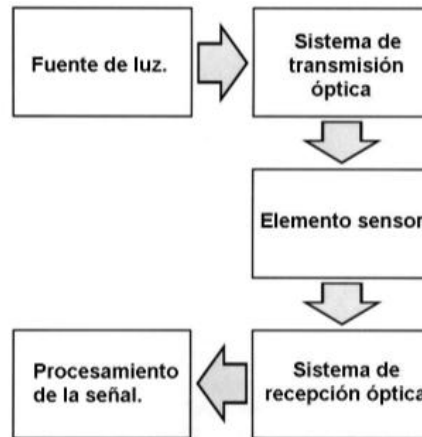 Fuente de luz.
Sistema de
transmisión
óptica
Elemento sensor
Sistema de
recepción óptica
Procesamiento
de la señal.